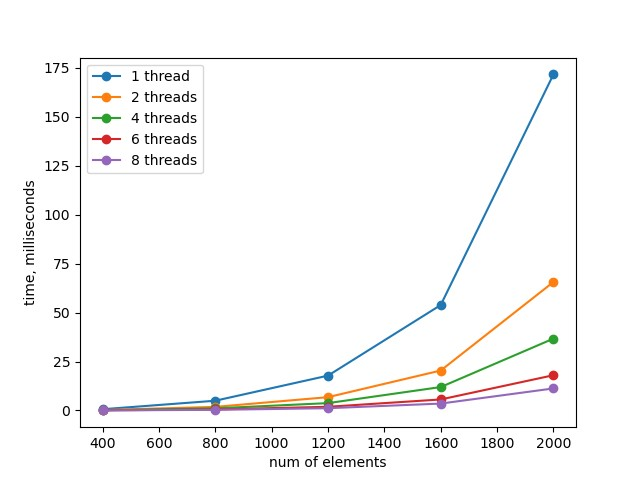 1 thread
2 threads
4 threads
6 threads
8 threads
175
150
125
100
75
50
25
0
time, milliseconds
400 600 800 1000 1200 1400 1600 1800 2000
num of elements